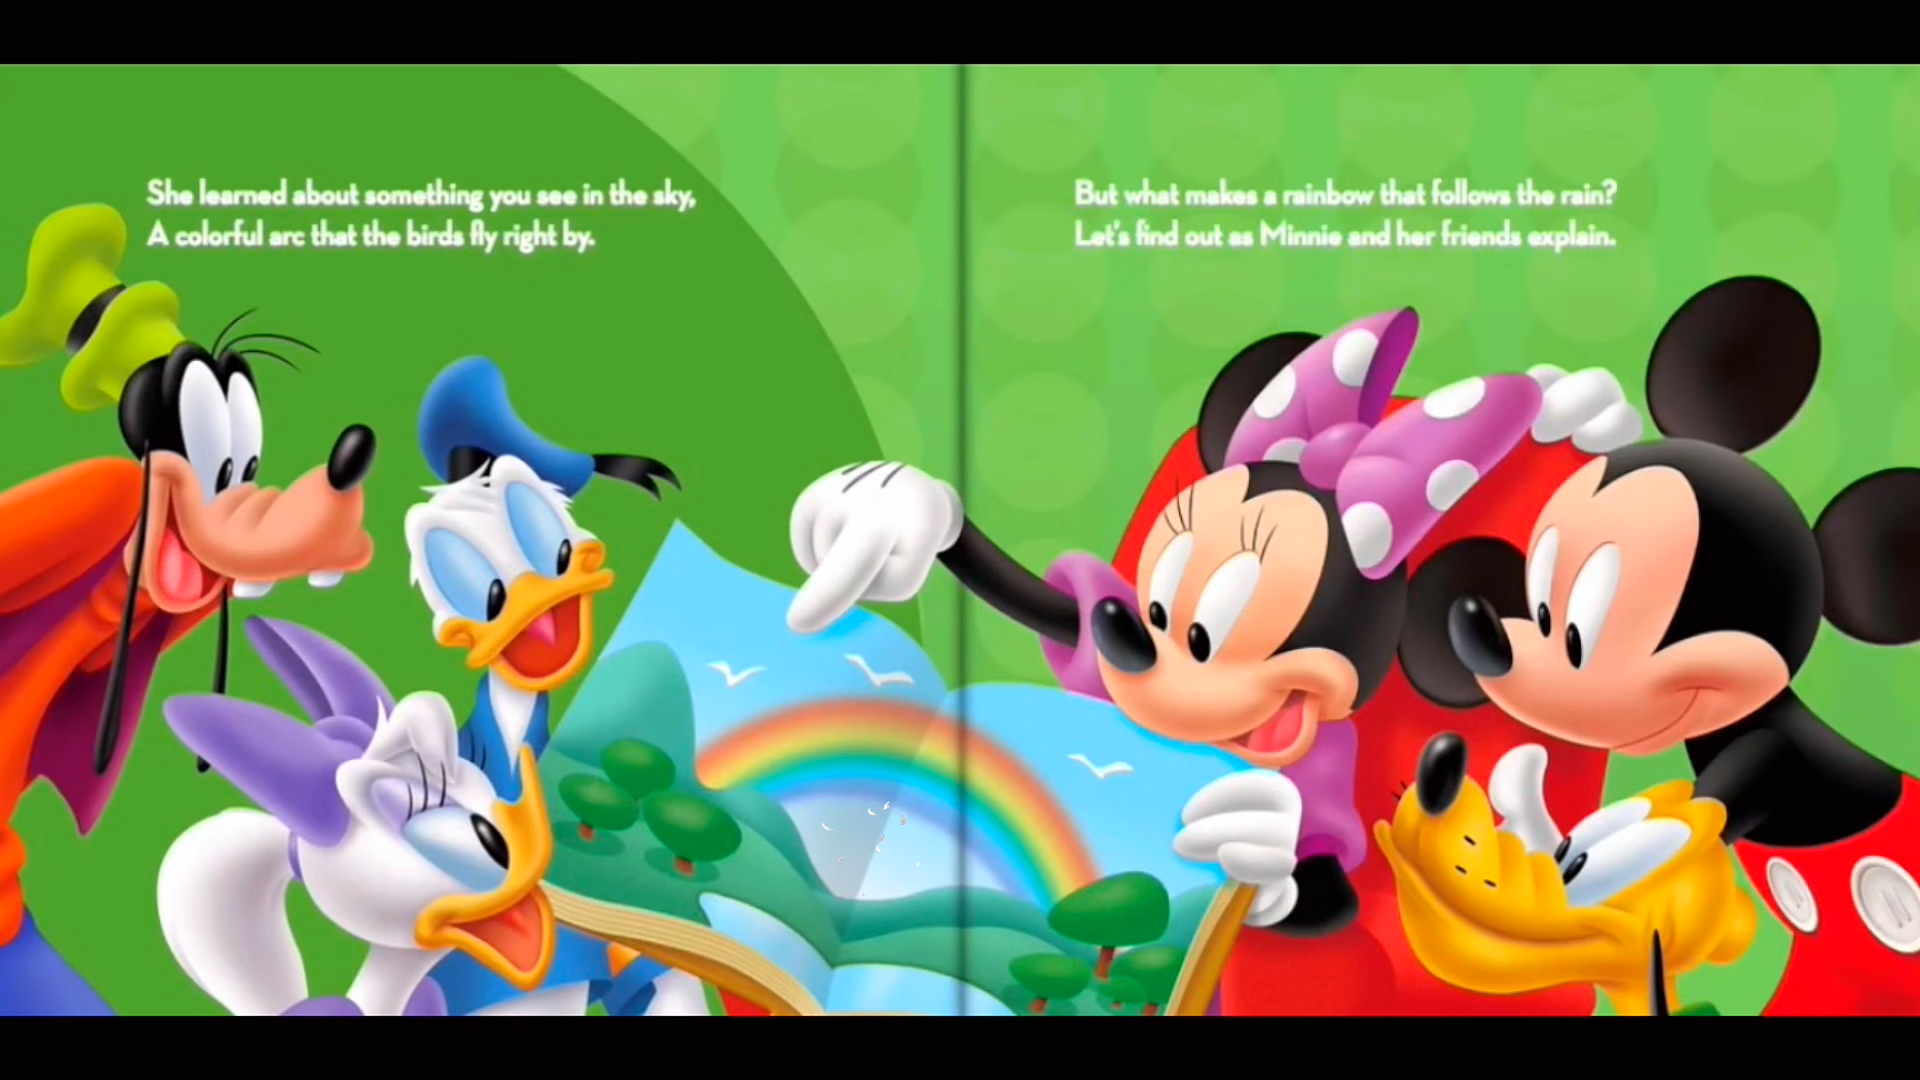 She learned about something you see in the sky,
A colorful arc that the birds fly right by.
But what makes a rainbow that follows the rain?
Let's find out as Minnie and her friends explain.